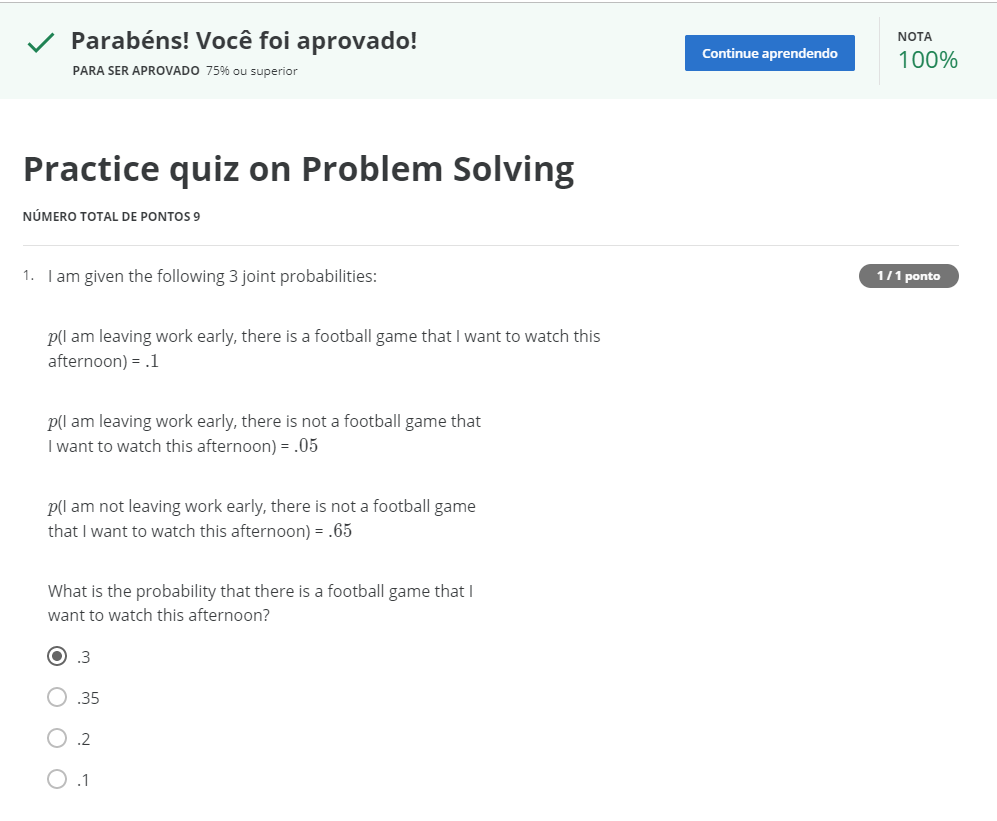 Parabéns! Você foi aprovado!
PARA SER APROVADO 75% ou superior
Continue aprendendo
NOTA
100%
Practice quiz on Problem Solving
NÚMERO TOTAL DE PONTOS 9
1. I am given the following 3 joint probabilities:
1 / 1 ponto
p(I am leaving work early, there is a football game that I want to watch this
afternoon) = .1
p(I am leaving work early, there is not a football game that
I want to watch this afternoon) = .05
p(I am not leaving work early, there is not a football game
that I want to watch this afternoon) = .65
What is the probability that there is a football game that I
want to watch this afternoon?
.3
.35
.2
.1